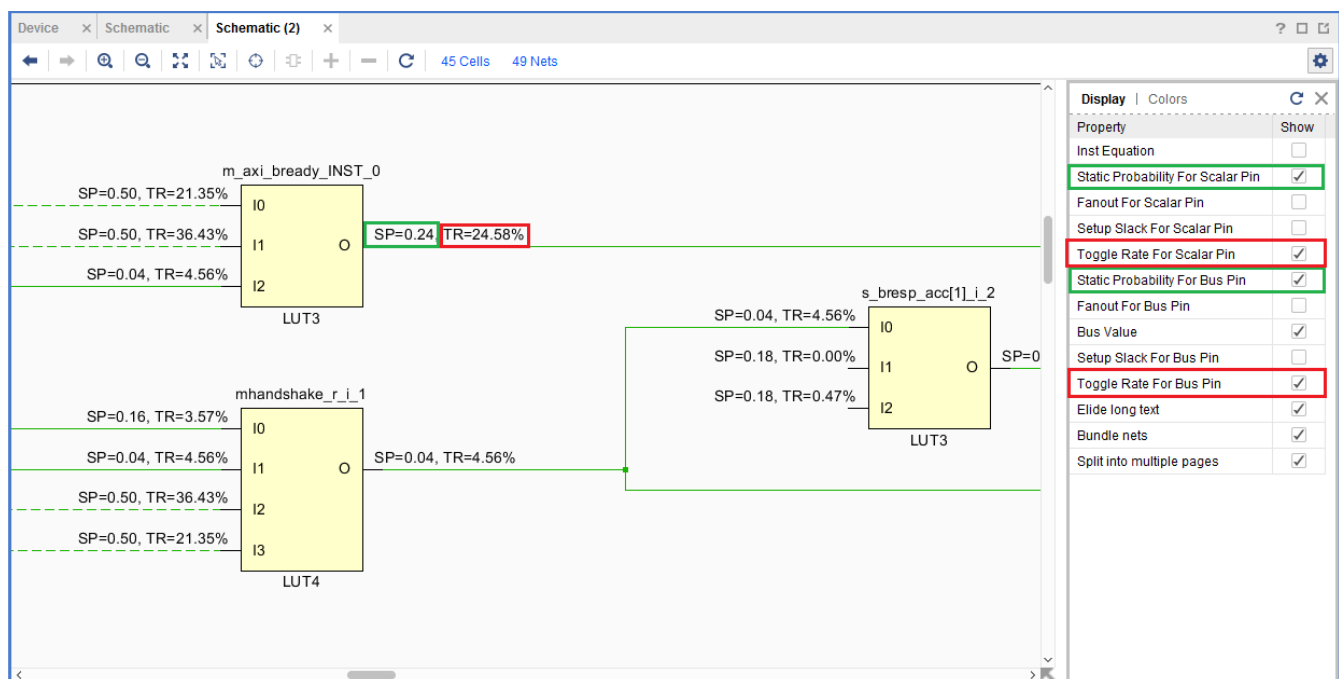 Device × Schematic × Schematic (2) ×
45 Cells 49 Nets
m_axi_bready_INST_0
SP=0.50, TR=21.35%
I0
SP=0.50, TR=36.43%
I1
O
SP=0.24, TR=24.58%
SP=0.04, TR=4.56%
I2
LUT3
s_bresp_acc[1]_i_2
SP=0.04, TR=4.56%
I0
SP=0.18, TR=0.00%
I1
O
SP=0
SP=0.18, TR=0.47%
I2
LUT3
mhandshake_r_i_1
SP=0.16, TR=3.57%
I0
SP=0.04, TR=4.56%
I1
O
SP=0.04, TR=4.56%
SP=0.50, TR=36.43%
I2
SP=0.50, TR=21.35%
I3
LUT4
Display | Colors
Property Show
Inst Equation
Static Probability For Scalar Pin
Fanout For Scalar Pin
Setup Slack For Scalar Pin
Toggle Rate For Scalar Pin
Static Probability For Bus Pin
Fanout For Bus Pin
Bus Value
Setup Slack For Bus Pin
Toggle Rate For Bus Pin
Elide long text
Bundle nets
Split into multiple pages